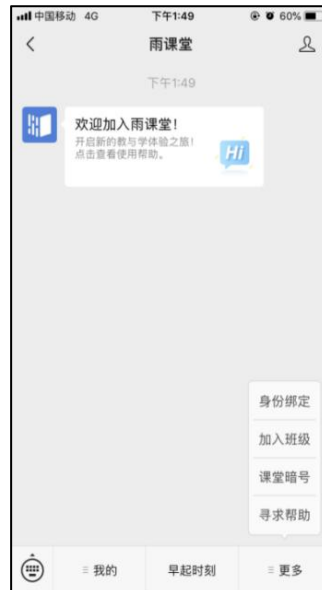 中国移动 4G 下午1:49 60%
雨课堂
下午1:49
欢迎加入雨课堂！
开启新的教与学体验之旅！
点击查看使用帮助。
Hi
身份绑定
加入班级
课堂暗号
寻求帮助
我的 早起时刻 更多